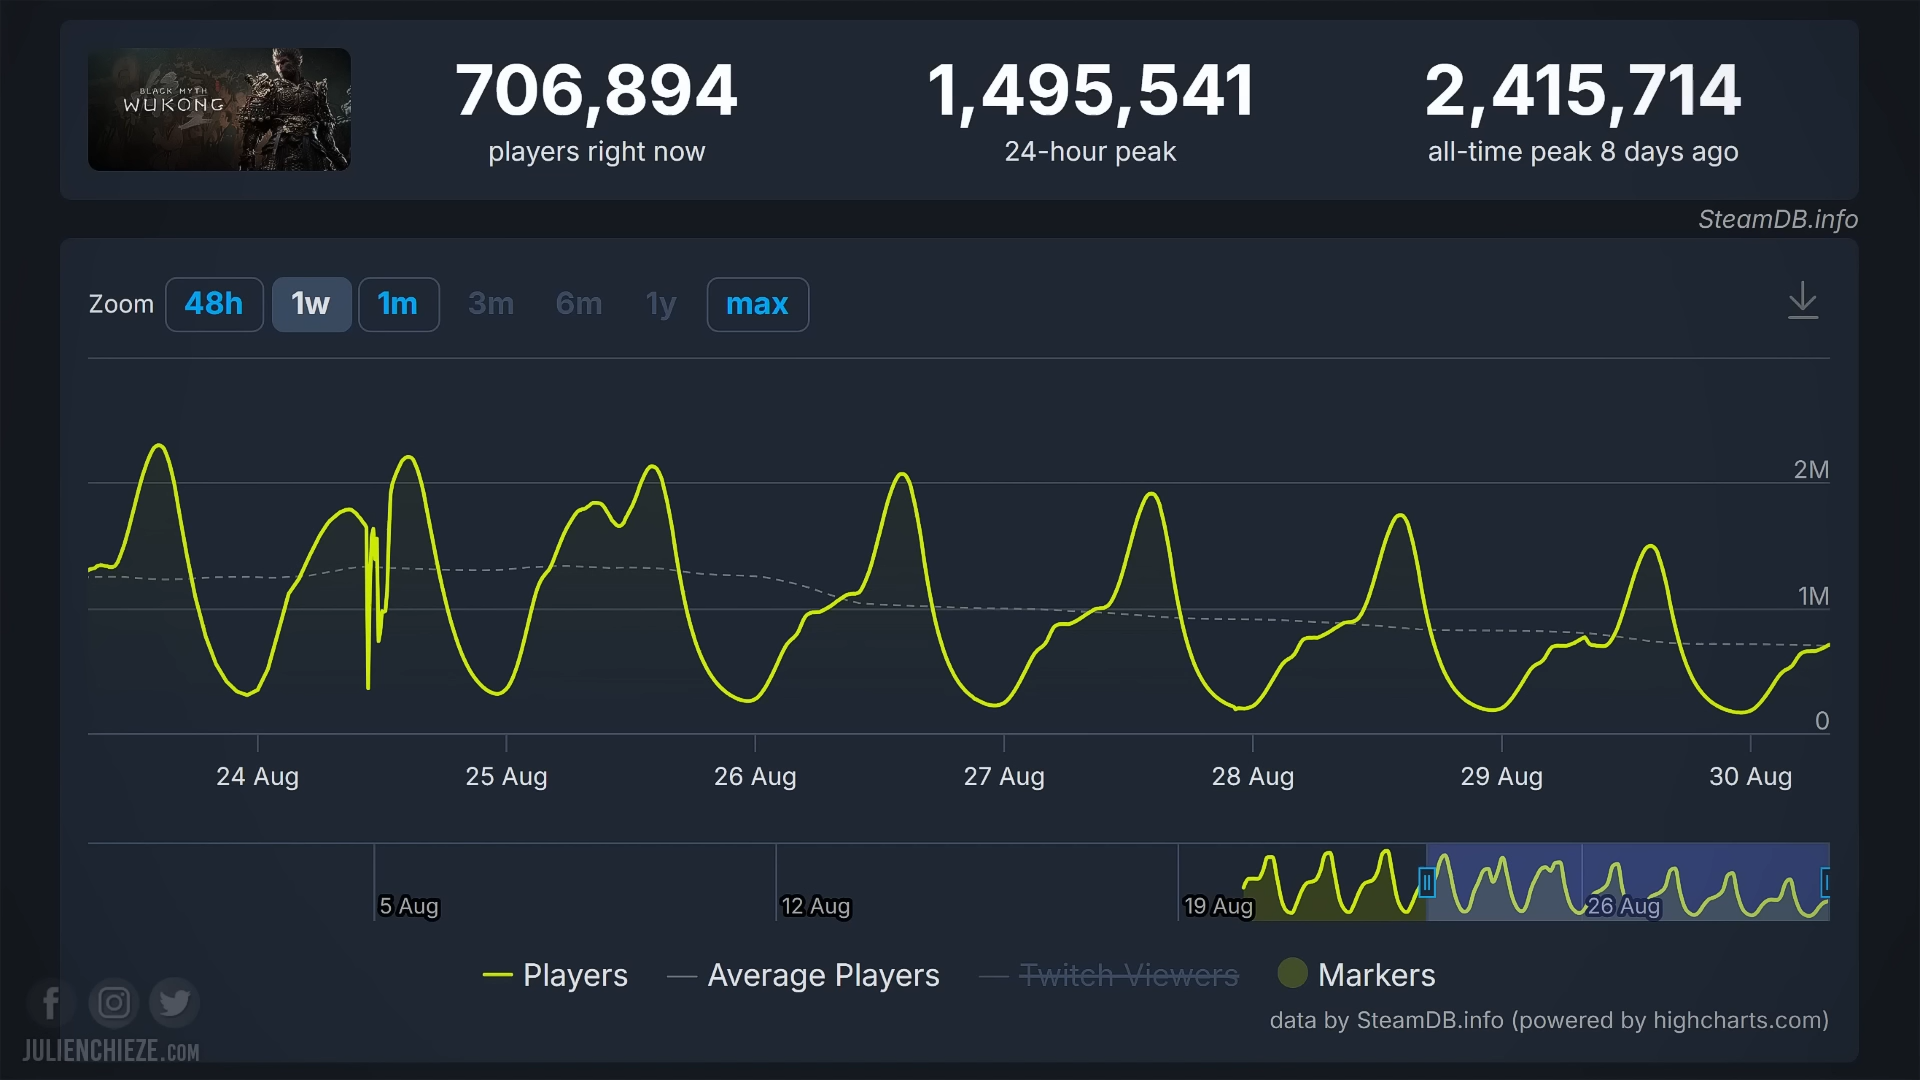 BLACK MYTH
WUKONG
706,894
players right now
1,495,541
24-hour peak
2,415,714
all-time peak 8 days ago
SteamDB.info
Zoom 48h 1w 1m 3m 6m 1y max
2M
1M
0
24 Aug 25 Aug 26 Aug 27 Aug 28 Aug 29 Aug 30 Aug
5 Aug 12 Aug 19 Aug 26 Aug
Players Average Players Twitch Viewers Markers
data by SteamDB.info (powered by highcharts.com)
JULIENCHIEZE.COM